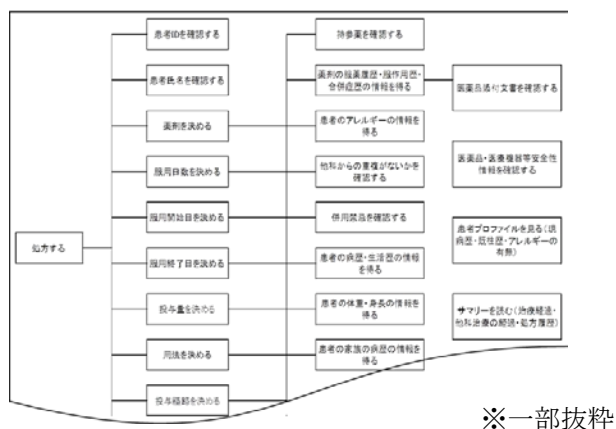 処方する
患者IDを確認する
患者氏名を確認する
薬剤を決める
服用日数を決める
服用開始日を決める
服用終了日を決める
投与量を決める
用法を決める
投与経路を決める
持参薬を確認する
薬剤の服薬履歴・副作用歴・
合併症歴の情報を得る
患者のアレルギーの情報を
得る
他科からの重複がないかを
確認する
併用禁忌を確認する
患者の病歴・生活歴の情報
を得る
患者の体重・身長の情報を
得る
患者の家族の病歴の情報を
得る
医薬品添付文書を確認する
医薬品・医療機器等安全性
情報を確認する
患者プロファイルを見る(現
病歴・既往歴・アレルギーの
有無)
サマリーを読む(治療経過・
他科治療の経過・処方履歴)
※一部抜粋